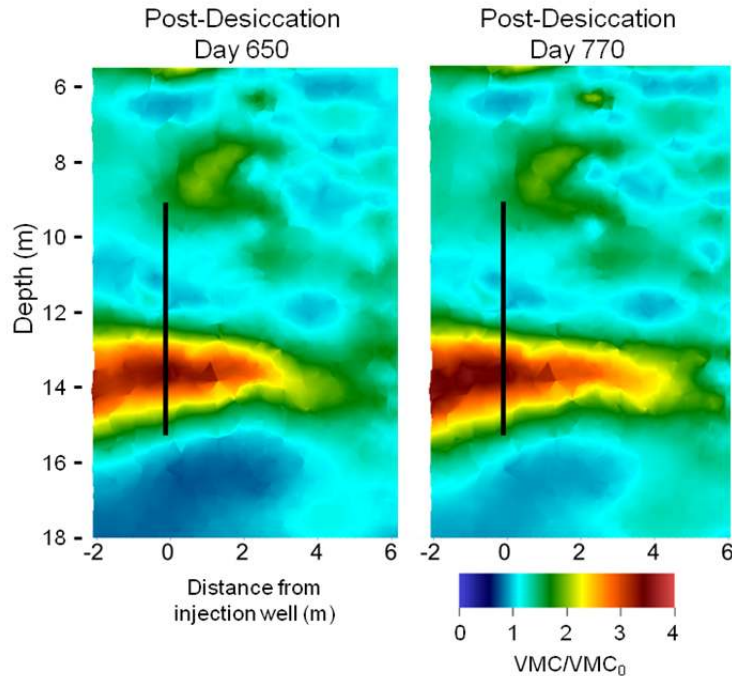 Post-Desiccation
Day 650
Post-Desiccation
Day 770
Depth (m)
6
8
10
12
14
16
18
-2 0 2 4 6
-2 0 2 4 6
Distance from
injection well (m)
0 1 2 3 4
VMC/VMC₀